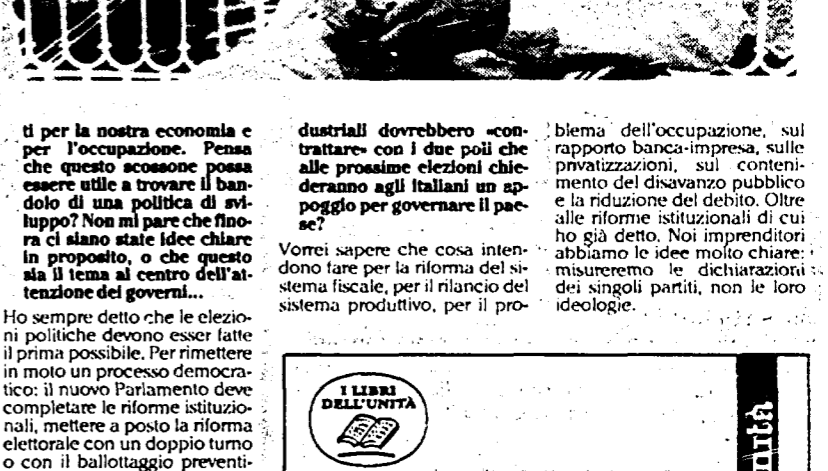 ti per la nostra economia e
per l'occupazione. Pensa
che questo scossone possa
essere utile a trovare il ban-
dolo di una politica di svi-
luppo? Non mi pare che fino-
ra ci siano state idee chiare
in proposito, o che questo
sia il tema al centro dell'at-
tenzione dei governi...
Ho sempre detto che le elezio-
ni politiche devono esser fatte
il prima possibile. Per rimettere
in moto un processo democra-
tico: il nuovo Parlamento deve
completare le riforme istituzio-
nali, mettere a posto la riforma
elettorale con un doppio turno
o con il ballottaggio preventi-
dustriali dovrebbero «con-
trattare» con i due poli che
alle prossime elezioni chie-
deranno agli italiani un ap-
poggio per governare il pae-
se?
Vorrei sapere che cosa inten-
dono fare per la riforma del si-
stema fiscale, per il rilancio del
sistema produttivo, per il pro-
blema dell'occupazione, sul
rapporto banca-impresa, sulle
privatizzazioni, sul conteni-
mento del disavanzo pubblico
e la riduzione del debito. Oltre
alle riforme istituzionali di cui
ho già detto. Noi imprenditori
abbiamo le idee molto chiare:
misureremo le dichiarazioni
dei singoli partiti, non le loro
ideologie.
I LIBRI
DELL'UNITÀ